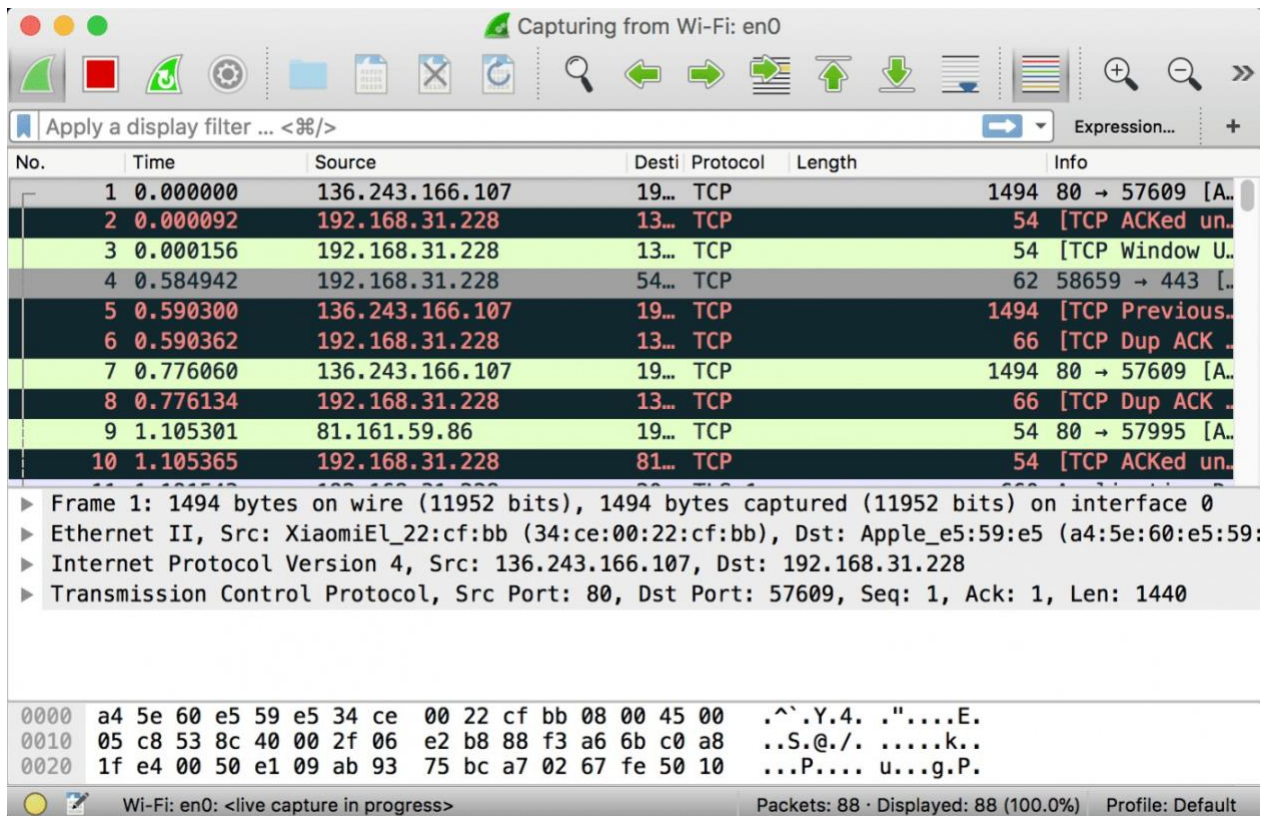 Capturing from Wi-Fi: en0
Apply a display filter ... <⌘/> Expression... +
No. Time Source Desti Protocol Length Info
1 0.000000 136.243.166.107 19… TCP 1494 80 → 57609 [A…
2 0.000092 192.168.31.228 13… TCP 54 [TCP ACKed un…
3 0.000156 192.168.31.228 13… TCP 54 [TCP Window U…
4 0.584942 192.168.31.228 54… TCP 62 58659 → 443 […
5 0.590300 136.243.166.107 19… TCP 1494 [TCP Previous…
6 0.590362 192.168.31.228 13… TCP 66 [TCP Dup ACK …
7 0.776060 136.243.166.107 19… TCP 1494 80 → 57609 [A…
8 0.776134 192.168.31.228 13… TCP 66 [TCP Dup ACK …
9 1.105301 81.161.59.86 19… TCP 54 80 → 57995 [A…
10 1.105365 192.168.31.228 81… TCP 54 [TCP ACKed un…
Frame 1: 1494 bytes on wire (11952 bits), 1494 bytes captured (11952 bits) on interface 0
Ethernet II, Src: XiaomiEl_22:cf:bb (34:ce:00:22:cf:bb), Dst: Apple_e5:59:e5 (a4:5e:60:e5:59:
Internet Protocol Version 4, Src: 136.243.166.107, Dst: 192.168.31.228
Transmission Control Protocol, Src Port: 80, Dst Port: 57609, Seq: 1, Ack: 1, Len: 1440
0000 a4 5e 60 e5 59 e5 34 ce 00 22 cf bb 08 00 45 00 .^`.Y.4. ."....E.
0010 05 c8 53 8c 40 00 2f 06 e2 b8 88 f3 a6 6b c0 a8 ..S.@./. .....k..
0020 1f e4 00 50 e1 09 ab 93 75 bc a7 02 67 fe 50 10 ...P.... u...g.P.
Wi-Fi: en0: <live capture in progress> Packets: 88 · Displayed: 88 (100.0%) Profile: Default